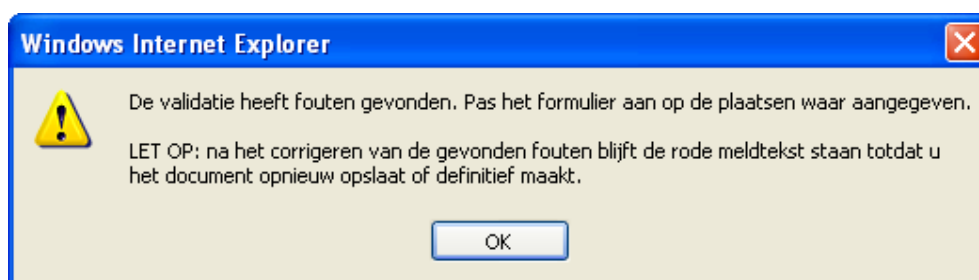 Windows Internet Explorer
De validatie heeft fouten gevonden. Pas het formulier aan op de plaatsen waar aangegeven.
LET OP: na het corrigeren van de gevonden fouten blijft de rode meldtekst staan totdat u
het document opnieuw opslaat of definitief maakt.
OK